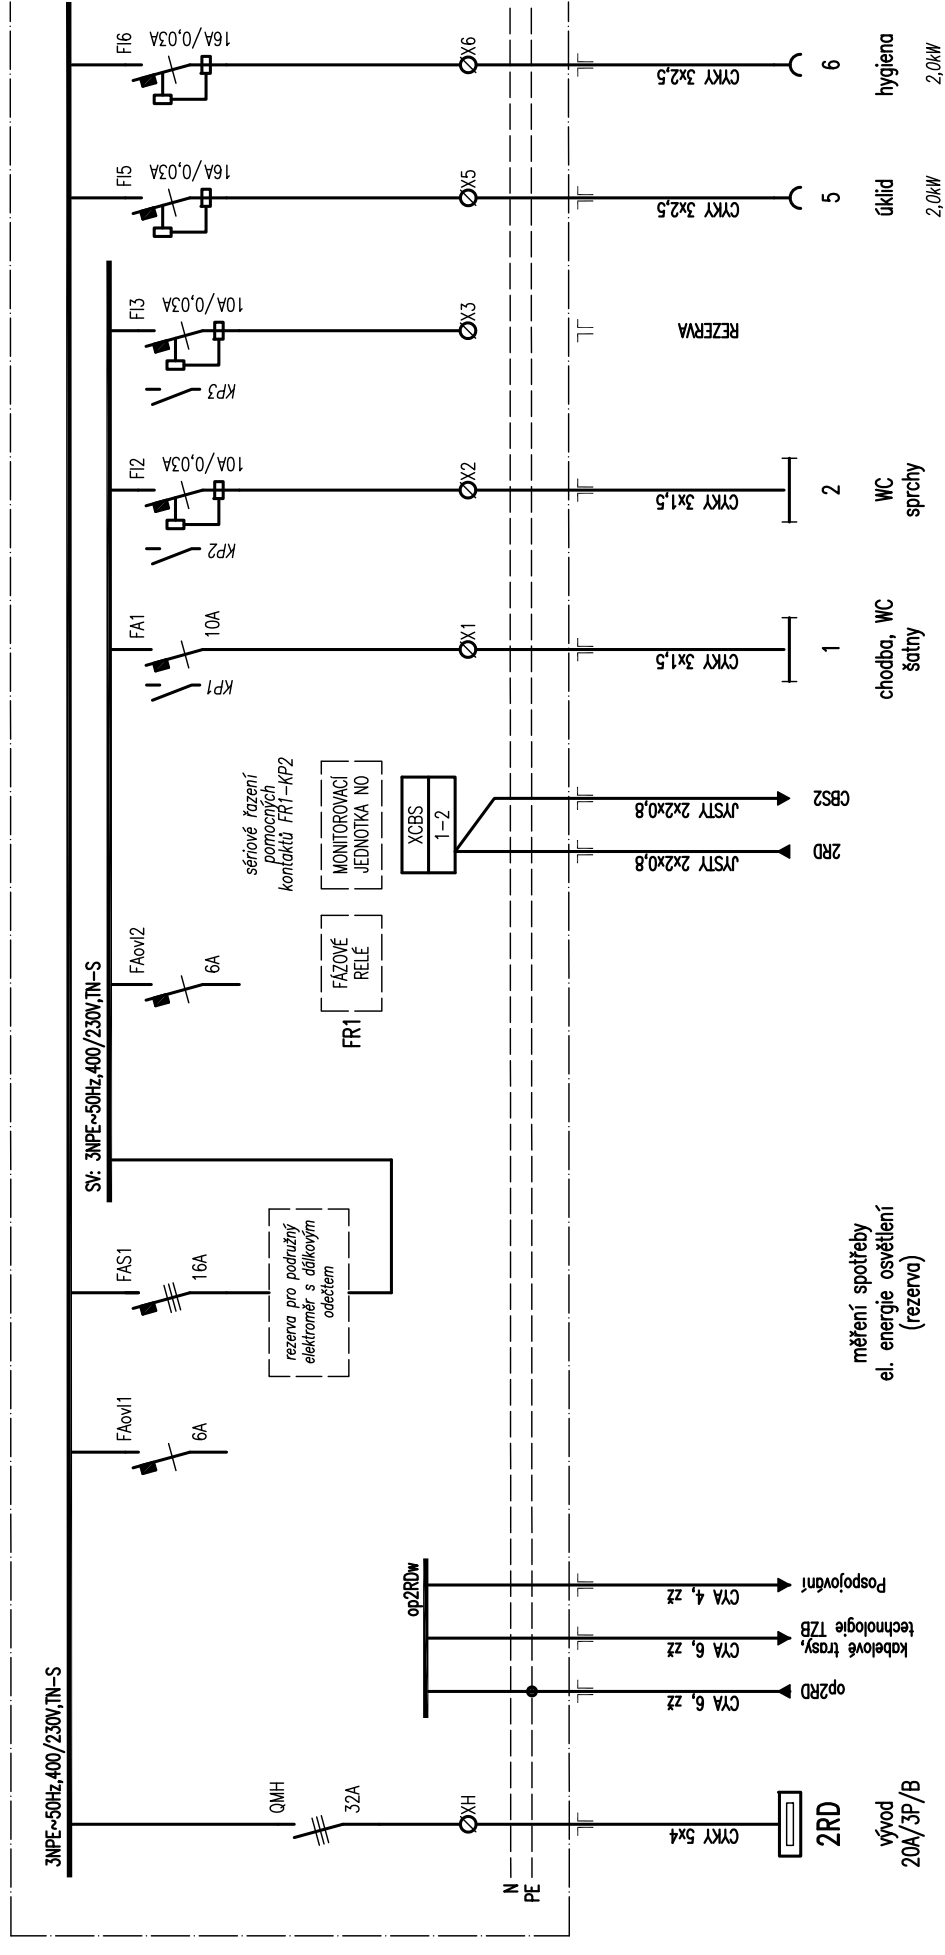 3NPE~50Hz,400/230V,TN-S
QMH
32A
XH
CYKY 5x4
2RD
vývod
20A/3P/B
N
PE
op2RDw
CYA 6, zž
op2RD
CYA 6, zž
kabelové trasy,
technologie TZB
CYA 4, zž
Pospojování
FAovl1
6A
FAS1
16A
rezerva pro podružný
elektroměr s dálkovým
odečtem
měření spotřeby
el. energie osvětlení
(rezerva)
SV: 3NPE~50Hz,400/230V,TN-S
FAovl2
6A
FR1
FÁZOVÉ
RELÉ
MONITOROVACÍ
JEDNOTKA NO
sériové řazení
pomocných
kontaktů FR1-KP2
XCBS
1-2
JYSTY 2x2x0,8
2RD
JYSTY 2x2x0,8
CBS2
FA1
10A
KP1
X1
CYKY 3x1,5
1
chodba, WC
šatny
FI2
10A/0,03A
KP2
X2
CYKY 3x1,5
2
WC
sprchy
FI3
10A/0,03A
KP3
X3
REZERVA
FI5
16A/0,03A
X5
CYKY 3x2,5
5
úklid
2,0kW
FI6
16A/0,03A
X6
CYKY 3x2,5
6
hygiena
2,0kW